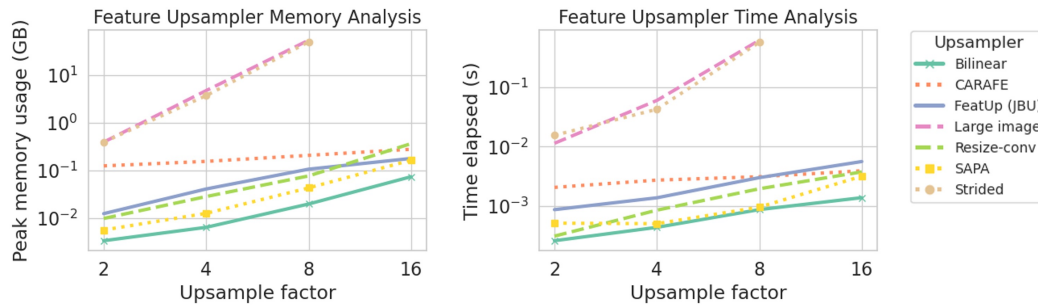 Feature Upsampler Memory Analysis
Peak memory usage (GB)
10¹
10⁰
10⁻¹
10⁻²
2 4 8 16
Upsample factor
Feature Upsampler Time Analysis
Time elapsed (s)
10⁻¹
10⁻²
10⁻³
2 4 8 16
Upsample factor
Upsampler
Bilinear
CARAFE
FeatUp (JBU)
Large image
Resize-conv
SAPA
Strided